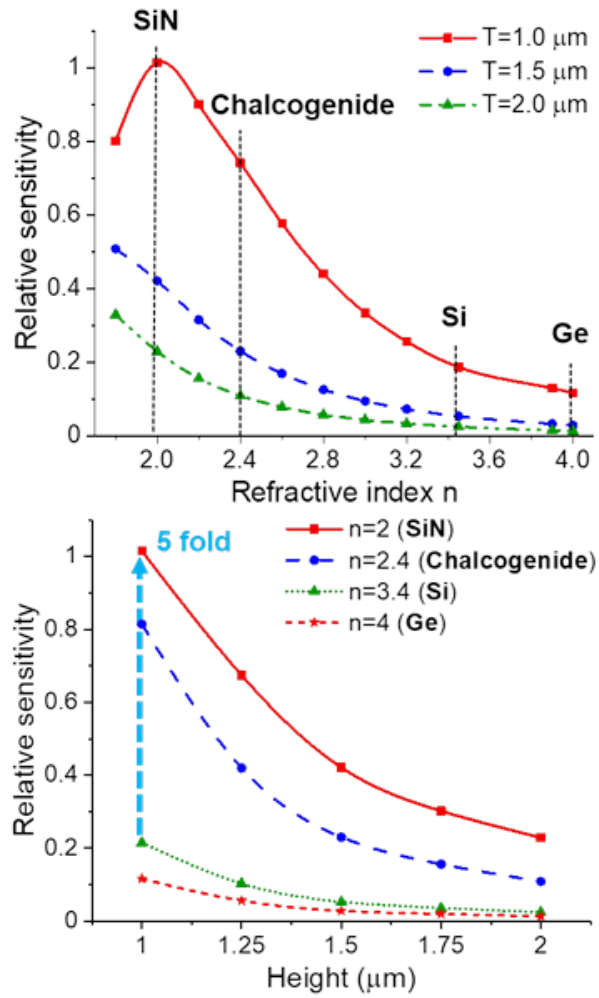 SiN
T=1.0 μm
T=1.5 μm
T=2.0 μm
Chalcogenide
Si
Ge
Relative sensitivity
1
0.8
0.6
0.4
0.2
0
2.0 2.4 2.8 3.2 3.6 4.0
Refractive index n
n=2 (SiN)
n=2.4 (Chalcogenide)
n=3.4 (Si)
n=4 (Ge)
5 fold
Relative sensitivity
1
0.8
0.6
0.4
0.2
0
1 1.25 1.5 1.75 2
Height (μm)